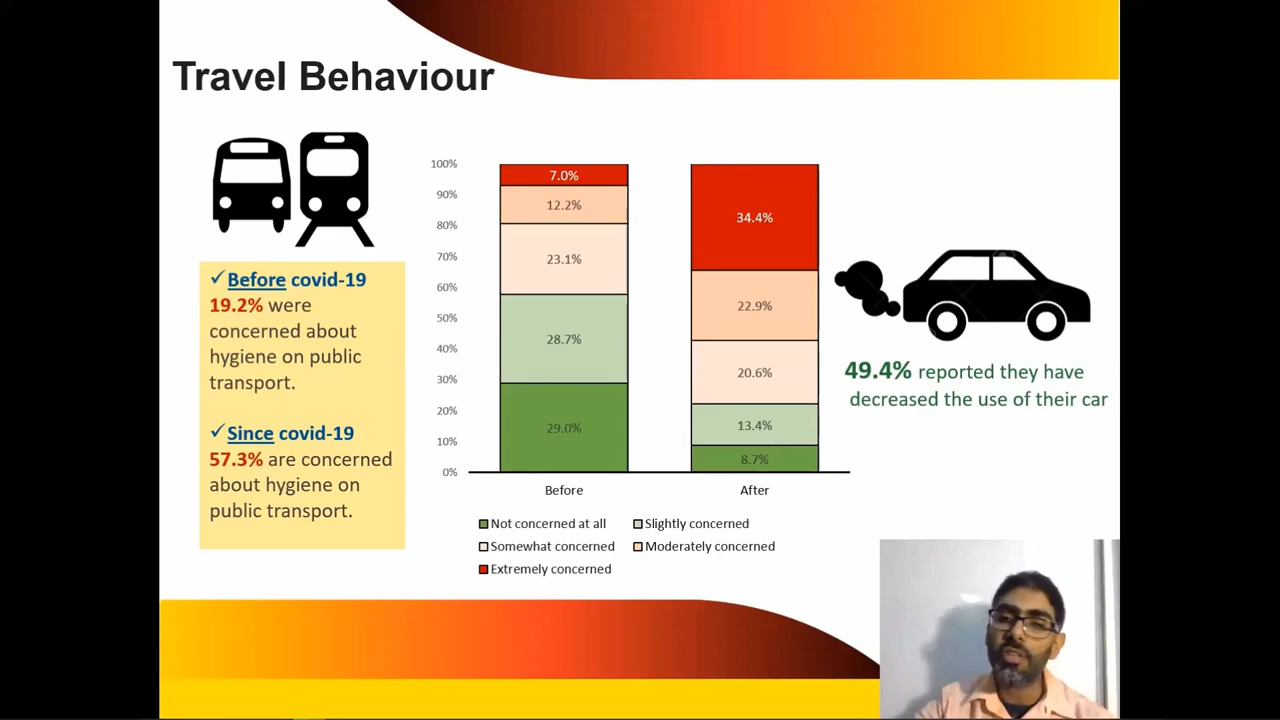 Travel Behaviour
✓Before covid-19
19.2% were
concerned about
hygiene on public
transport.
✓Since covid-19
57.3% are concerned
about hygiene on
public transport.
100%
90%
80%
70%
60%
50%
40%
30%
20%
10%
0%
7.0%
12.2%
23.1%
28.7%
29.0%
34.4%
22.9%
20.6%
13.4%
8.7%
Before
After
Not concerned at all
Slightly concerned
Somewhat concerned
Moderately concerned
Extremely concerned
49.4% reported they have
decreased the use of their car